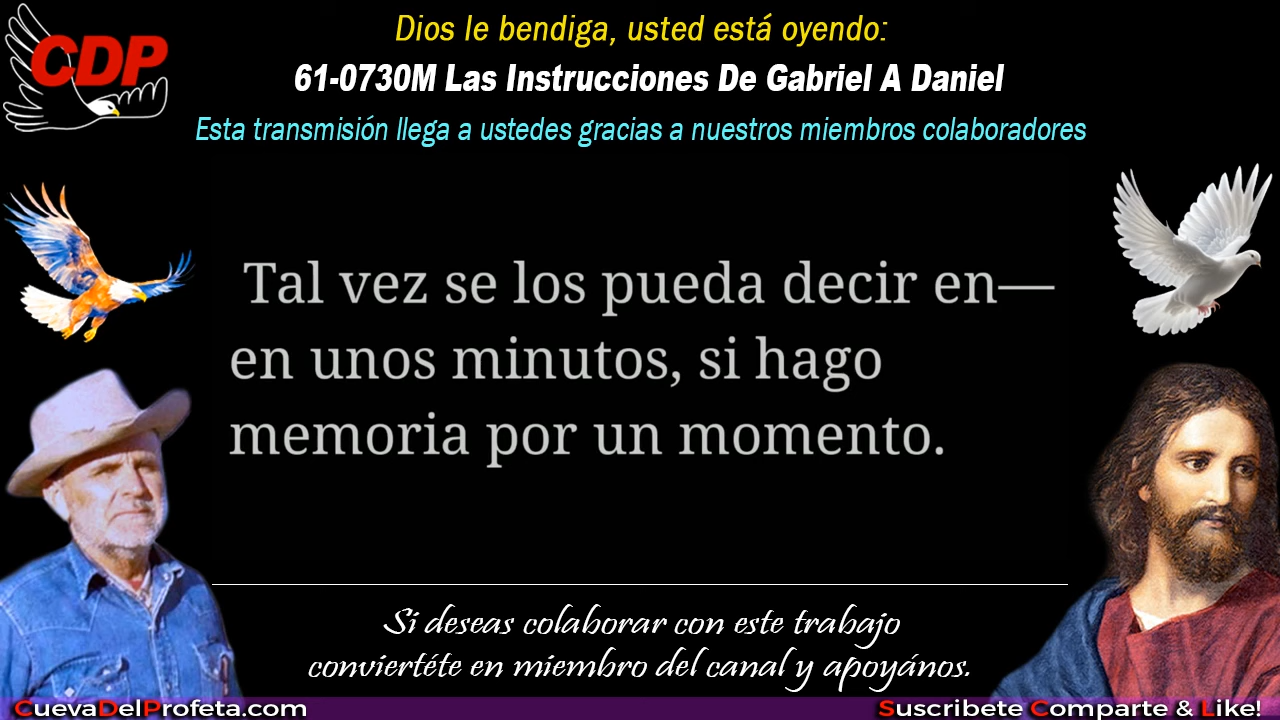 CDP
Dios le bendiga, usted está oyendo:
61-0730M Las Instrucciones De Gabriel A Daniel
Esta transmisión llega a ustedes gracias a nuestros miembros colaboradores
Tal vez se los pueda decir en—
en unos minutos, si hago
memoria por un momento.
Si deseas colaborar con este trabajo
conviertéte en miembro del canal y apoyános.
CuevaDelProfeta.com
Suscribete Comparte & Like!